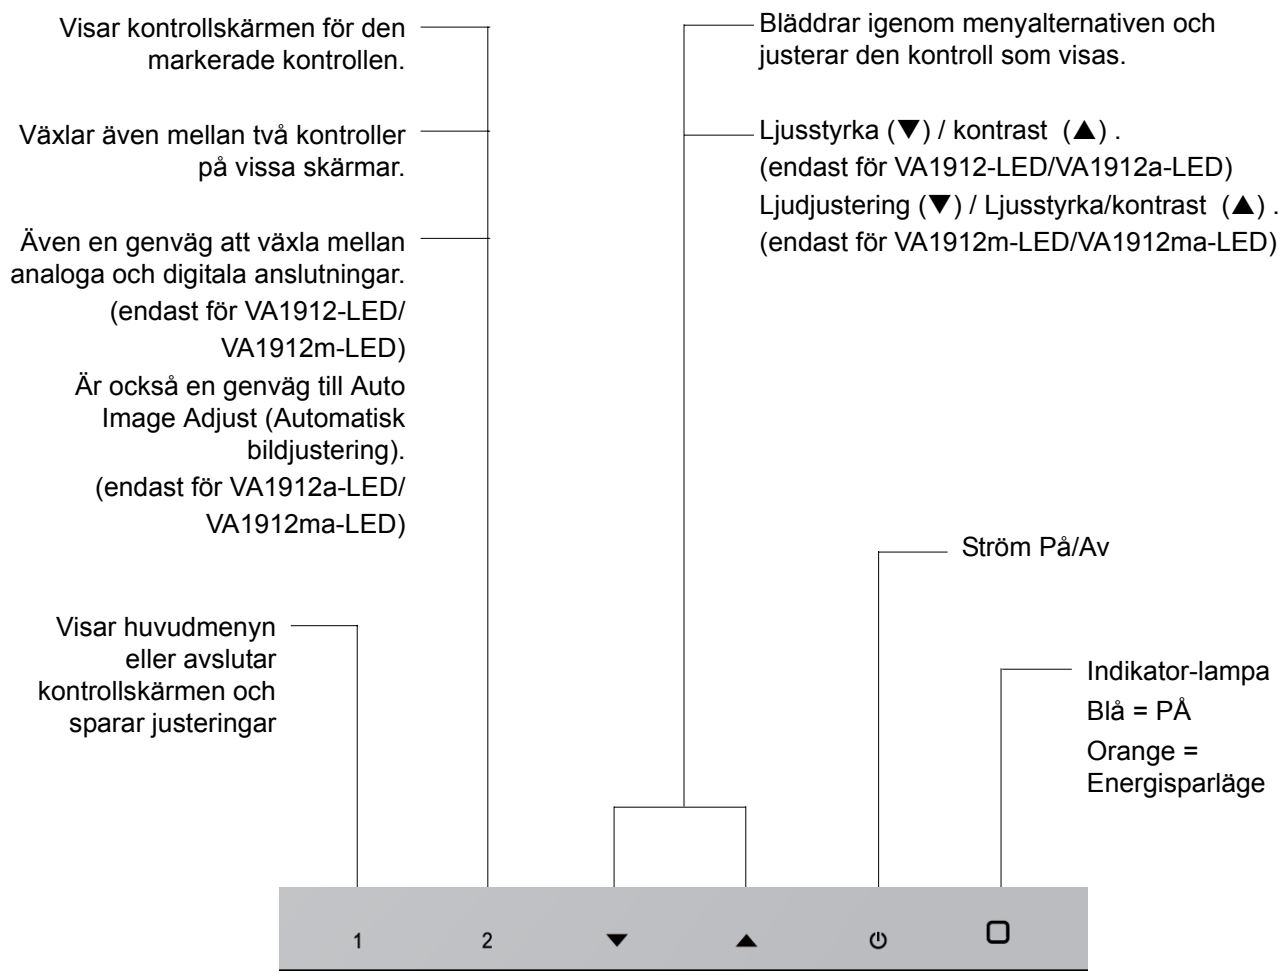 Visar kontrollskärmen för den
markerade kontrollen.
Växlar även mellan två kontroller
på vissa skärmar.
Även en genväg att växla mellan
analoga och digitala anslutningar.
(endast för VA1912-LED/
VA1912m-LED)
Är också en genväg till Auto
Image Adjust (Automatisk
bildjustering).
(endast för VA1912a-LED/
VA1912ma-LED)
Visar huvudmenyn
eller avslutar
kontrollskärmen och
sparar justeringar
Bläddrar igenom menyalternativen och
justerar den kontroll som visas.
Ljusstyrka (▼) / kontrast (▲) .
(endast för VA1912-LED/VA1912a-LED)
Ljudjustering (▼) / Ljusstyrka/kontrast (▲) .
(endast för VA1912m-LED/VA1912ma-LED)
Ström På/Av
Indikator-lampa
Blå = PÅ
Orange =
Energisparläge
1 2 ▼ ▲ ⏻ ▢